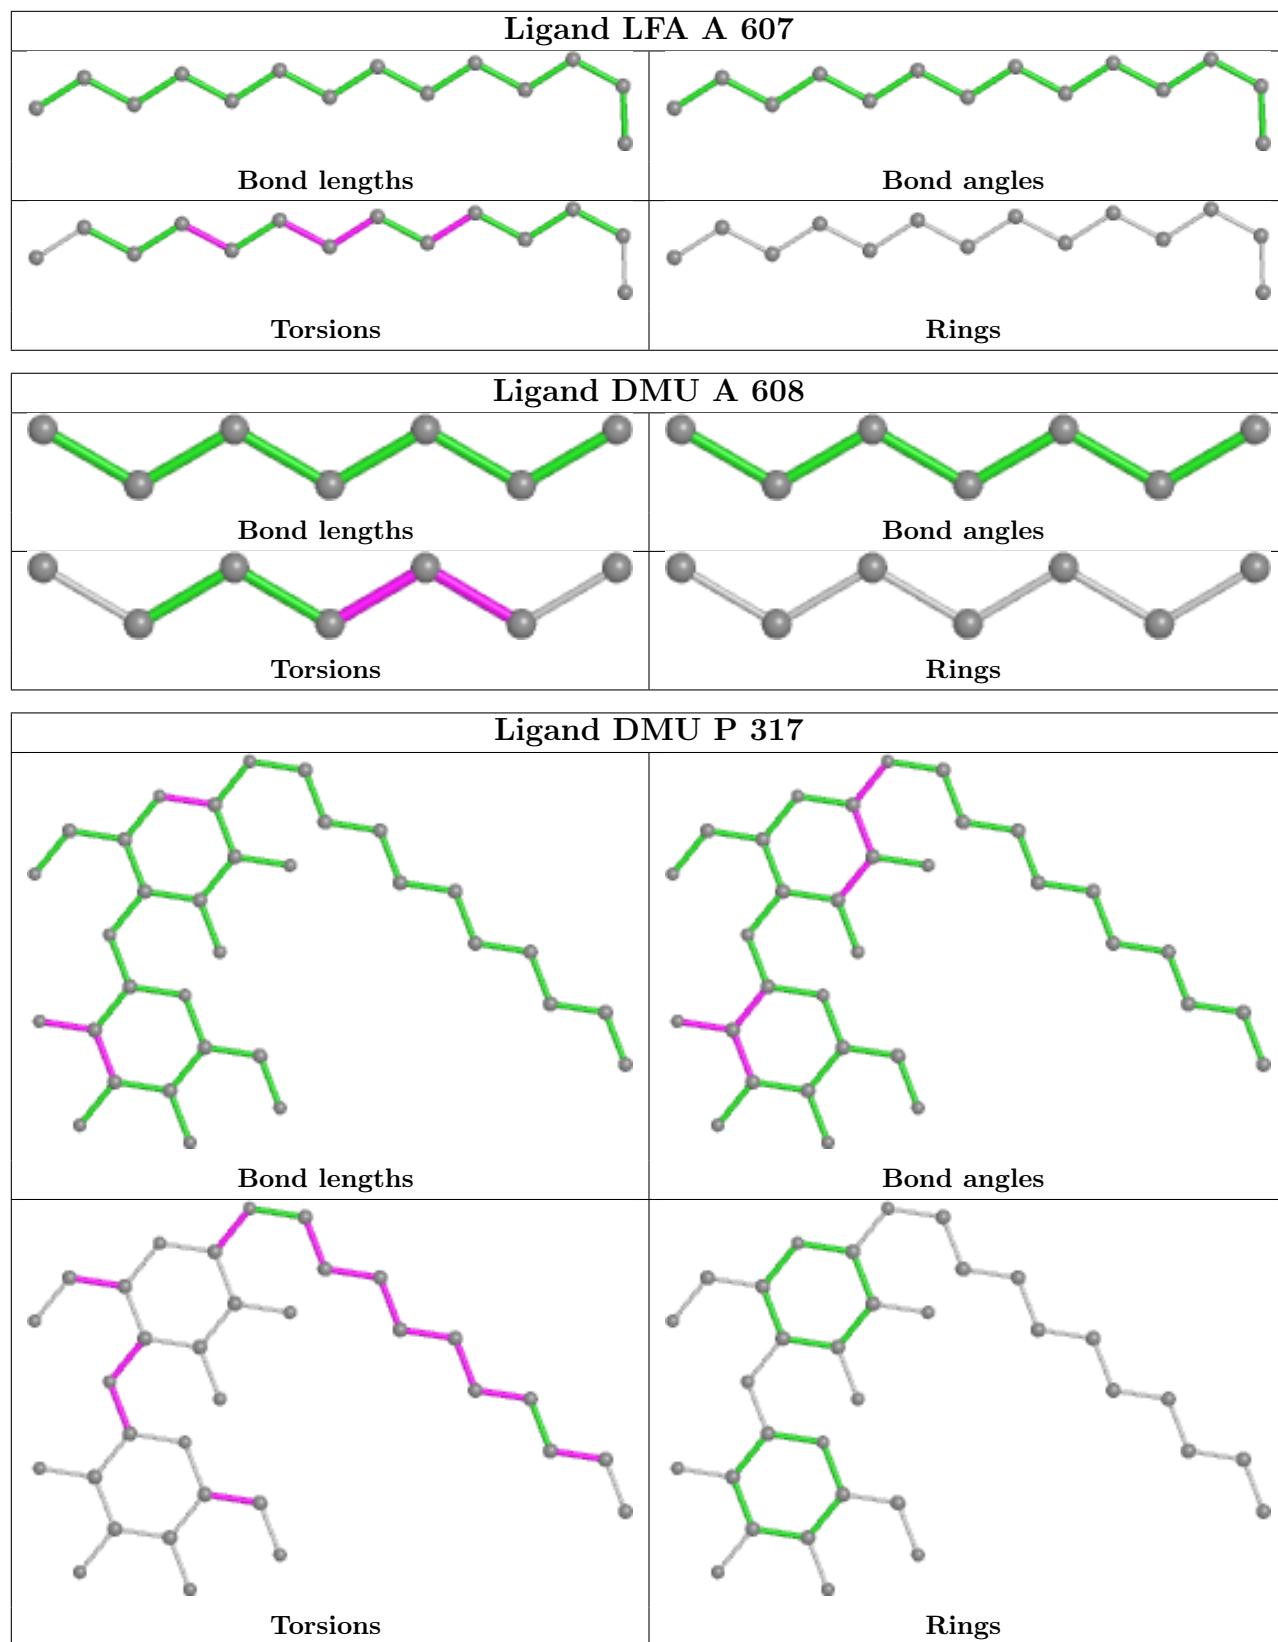 Ligand LFA A 607
Bond lengths
Bond angles
Torsions
Rings
Ligand DMU A 608
Bond lengths
Bond angles
Torsions
Rings
Ligand DMU P 317
Bond lengths
Bond angles
Torsions
Rings